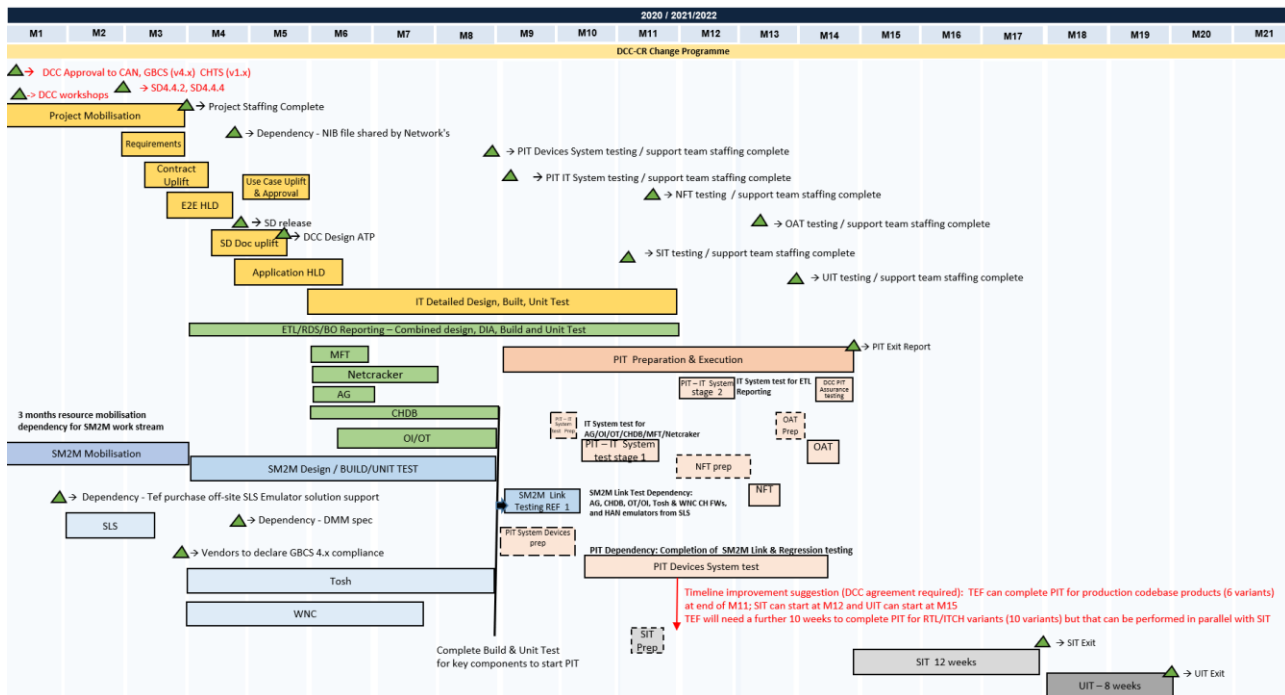 2020 / 2021/2022
M1 M2 M3 M4 M5 M6 M7 M8 M9 M10 M11 M12 M13 M14 M15 M16 M17 M18 M19 M20 M21
DCC-CR Change Programme
→ DCC Approval to CAN, GBCS (v4.x) CHTS (v1.x)
-> DCC workshops
→ SD4.4.2, SD4.4.4
Project Mobilisation
→ Project Staffing Complete
Requirements
→ Dependency - NIB file shared by Network's
→ PIT Devices System testing / support team staffing complete
Contract
Uplift
Use Case Uplift
& Approval
→ PIT IT System testing / support team staffing complete
→ NFT testing / support team staffing complete
E2E HLD
→ SD release
→ OAT testing / support team staffing complete
SD Doc uplift
→ DCC Design ATP
→ SIT testing / support team staffing complete
Application HLD
→ UIT testing / support team staffing complete
IT Detailed Design, Built, Unit Test
ETL/RDS/BO Reporting – Combined design, DIA, Build and Unit Test
MFT
PIT Preparation & Execution
→ PIT Exit Report
Netcracker
PIT – IT System
stage 2
IT System test for ETL
Reporting
DCC PIT
Assurance
testing
AG
CHDB
3 months resource mobilisation
dependency for SM2M work stream
PIT – IT
System
test Prep
IT System test for
AG/OI/OT/CHDB/MFT/Netcraker
OAT
Prep
OI/OT
PIT – IT System
test stage 1
OAT
SM2M Mobilisation
SM2M Design / BUILD/UNIT TEST
NFT prep
→ Dependency - Tef purchase off-site SLS Emulator solution support
SM2M Link
Testing REF 1
SM2M Link Test Dependency:
AG, CHDB, OT/OI, Tosh & WNC CH FWs,
and HAN emulators from SLS
NFT
SLS
→ Dependency - DMM spec
PIT System Devices
prep
→ Vendors to declare GBCS 4.x compliance
PIT Dependency: Completion of SM2M Link & Regression testing
Tosh
PIT Devices System test
WNC
Timeline improvement suggestion (DCC agreement required): TEF can complete PIT for production codebase products (6 variants)
at end of M11; SIT can start at M12 and UIT can start at M15
TEF will need a further 10 weeks to complete PIT for RTL/ITCH variants (10 variants) but that can be performed in parallel with SIT
SIT
Prep
Complete Build & Unit Test
for key components to start PIT
→ SIT Exit
SIT 12 weeks
→ UIT Exit
UIT – 8 weeks